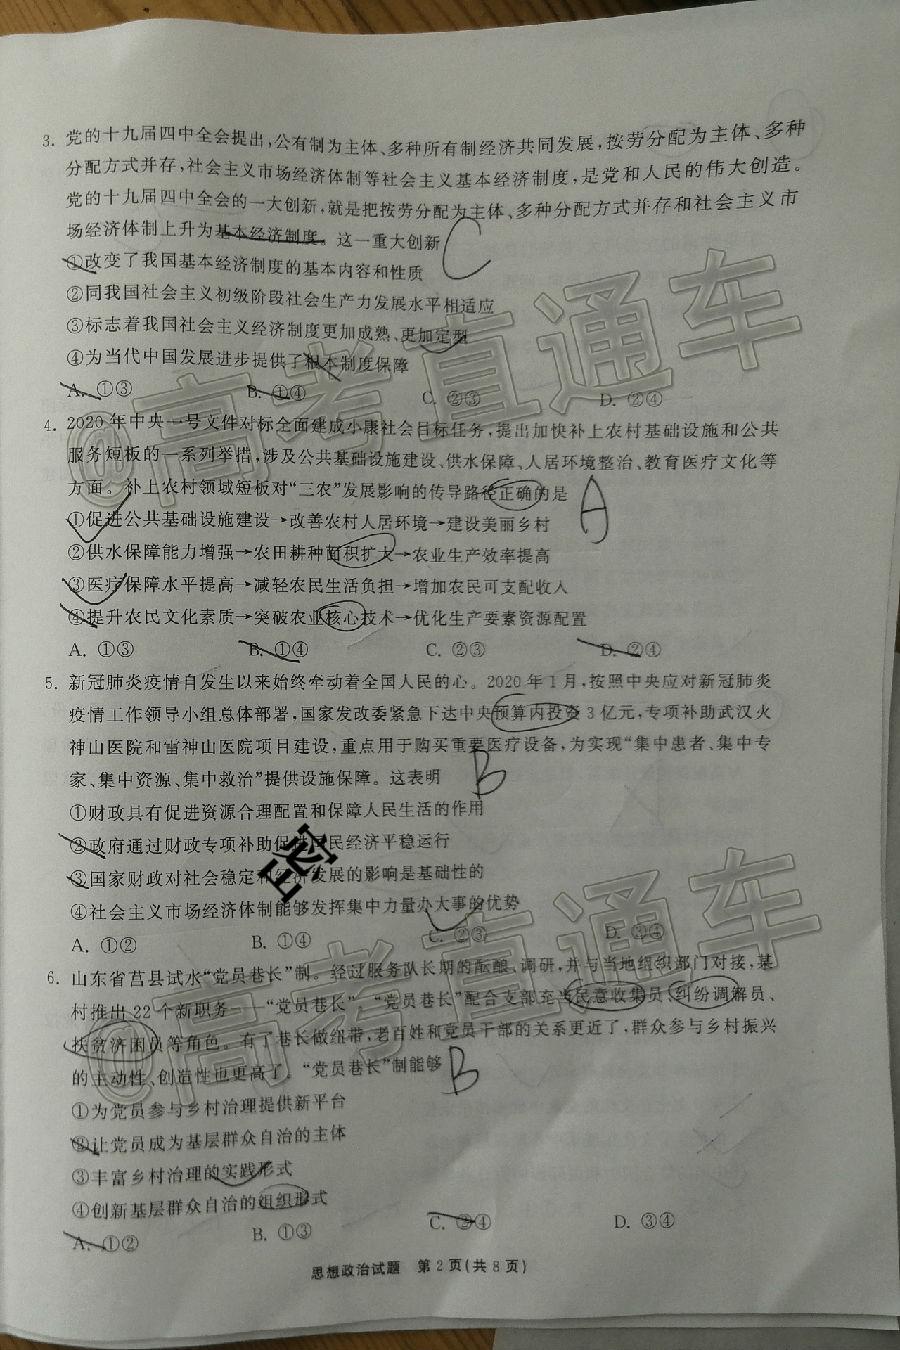 3. 党的十九届四中全会提出,公有制为主体、多种所有制经济共同发展,按劳分配为主体、多种
分配方式并存,社会主义市场经济体制等社会主义基本经济制度,是党和人民的伟大创造。
党的十九届四中全会的一大创新,就是把按劳分配为主体、多种分配方式并存和社会主义市
场经济体制上升为基本经济制度。这一重大创新
C
①改变了我国基本经济制度的基本内容和性质
②同我国社会主义初级阶段社会生产力发展水平相适应
③标志着我国社会主义经济制度更加成熟、更加定型
④为当代中国发展进步提供了根本制度保障
A. ①③ B. ①④ C. ②③ D. ②④
4. 2020年中央一号文件对标全面建成小康社会目标任务,提出加快补上农村基础设施和公共
服务短板的一系列举措,涉及公共基础设施建设、供水保障、人居环境整治、教育医疗文化等
方面。补上农村领域短板对“三农”发展影响的传导路径正确的是
A
①促进公共基础设施建设→改善农村人居环境→建设美丽乡村
②供水保障能力增强→农田耕种面积扩大→农业生产效率提高
③医疗保障水平提高→减轻农民生活负担→增加农民可支配收入
④提升农民文化素质→突破农业核心技术→优化生产要素资源配置
A. ①③ B. ①④ C. ②③ D. ②④
5. 新冠肺炎疫情自发生以来始终牵动着全国人民的心。2020年1月,按照中央应对新冠肺炎
疫情工作领导小组总体部署,国家发改委紧急下达中央预算内投资3亿元,专项补助武汉火
神山医院和雷神山医院项目建设,重点用于购买重要医疗设备,为实现“集中患者、集中专
家、集中资源、集中救治”提供设施保障。这表明
B
①财政具有促进资源合理配置和保障人民生活的作用
②政府通过财政专项补助促进国民经济平稳运行
③国家财政对社会稳定和经济发展的影响是基础性的
④社会主义市场经济体制能够发挥集中力量办大事的优势
A. ①② B. ①④ C. ②③ D. ③④
6. 山东省莒县试水“党员巷长”制。经过服务队长期的酝酿、调研,并与当地组织部门对接,某
村推出22个新职务——“党员巷长”,“党员巷长”配合支部充当民意收集员、纠纷调解员、
扶贫济困员等角色。有了巷长做纽带,老百姓和党员干部的关系更近了,群众参与乡村振兴
的主动性、创造性也更高了。“党员巷长”制能够
B
①为党员参与乡村治理提供新平台
②让党员成为基层群众自治的主体
③丰富乡村治理的实践形式
④创新基层群众自治的组织形式
A. ①② B. ①③ C. ②④ D. ③④
思想政治试题 第2页(共8页)
@高考直通车
密
@高考直通车